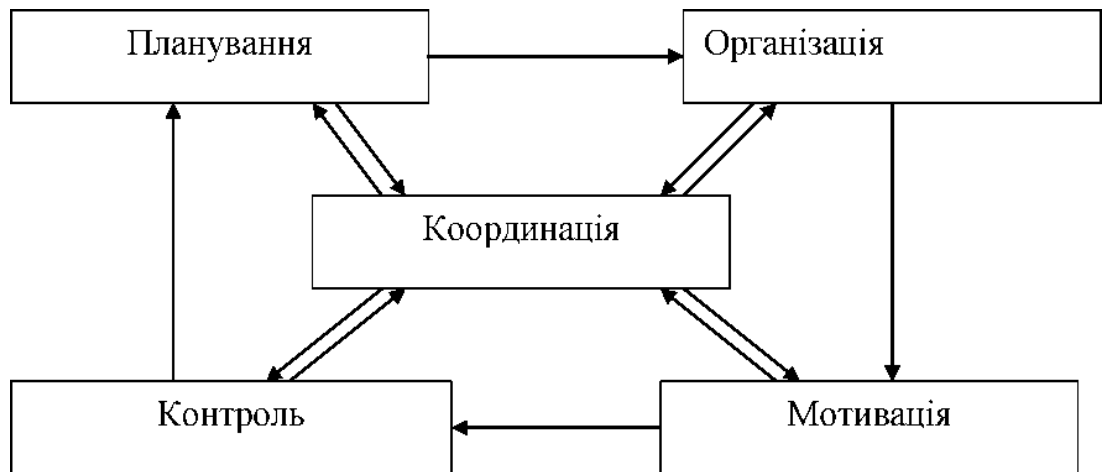 Планування
Організація
Координація
Контроль
Мотивація